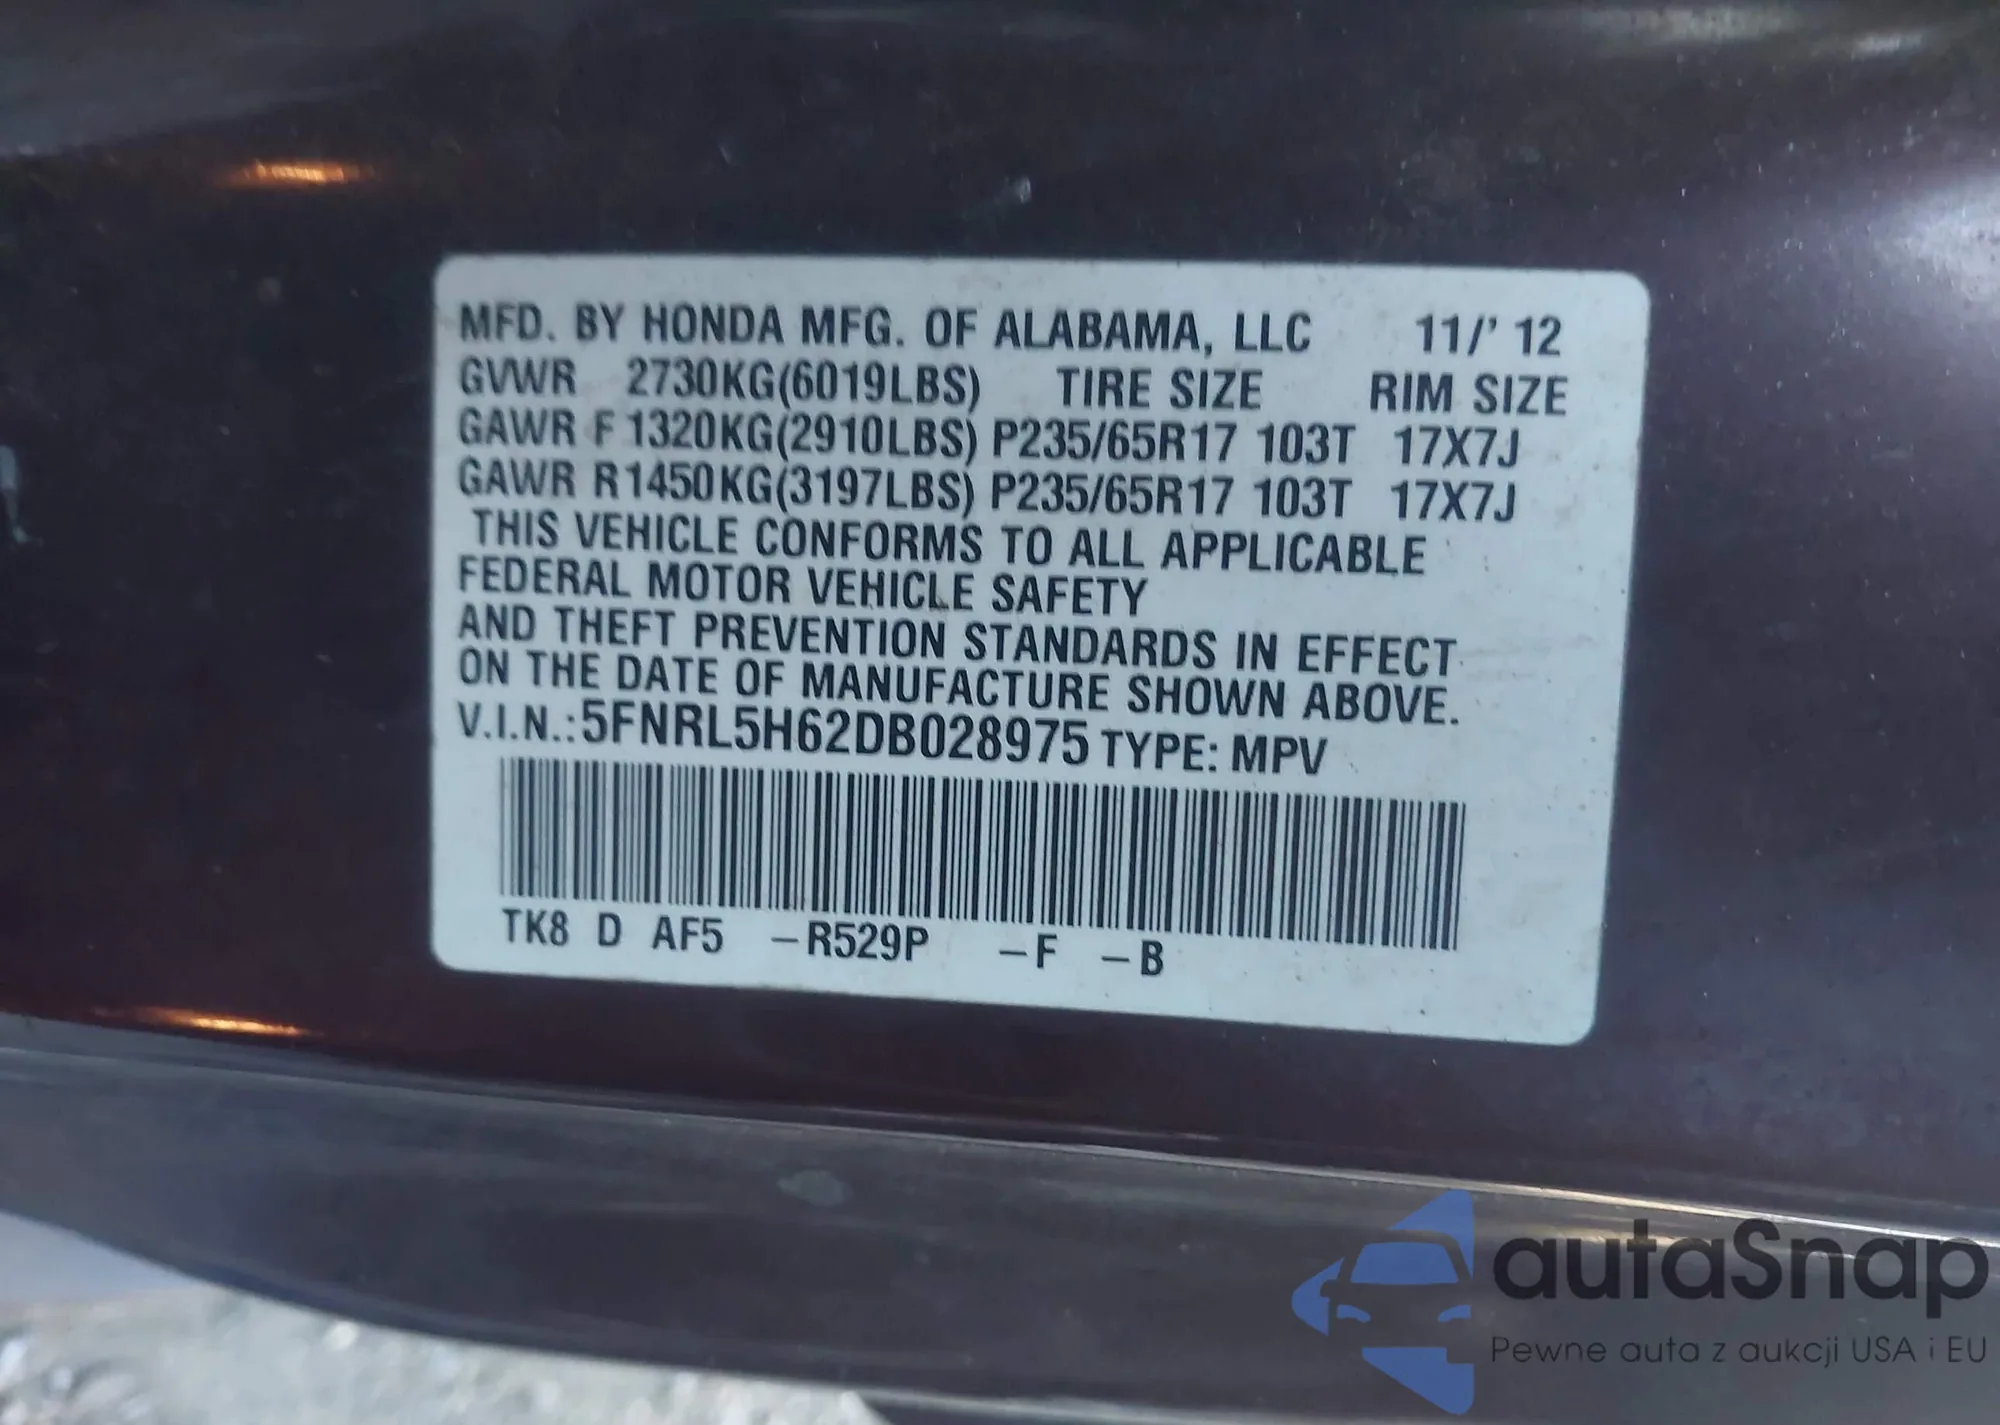 MFD. BY HONDA MFG. OF ALABAMA, LLC 11/' 12
GVWR 2730KG(6019LBS) TIRE SIZE RIM SIZE
GAWR F 1320KG(2910LBS) P235/65R17 103T 17X7J
GAWR R1450KG(3197LBS) P235/65R17 103T 17X7J
THIS VEHICLE CONFORMS TO ALL APPLICABLE
FEDERAL MOTOR VEHICLE SAFETY
AND THEFT PREVENTION STANDARDS IN EFFECT
ON THE DATE OF MANUFACTURE SHOWN ABOVE.
V.I.N.:5FNRL5H62DB028975 TYPE: MPV
TK8 D AF5 –R529P –F –B
autaSnap
Pewne auta z aukcji USA i EU